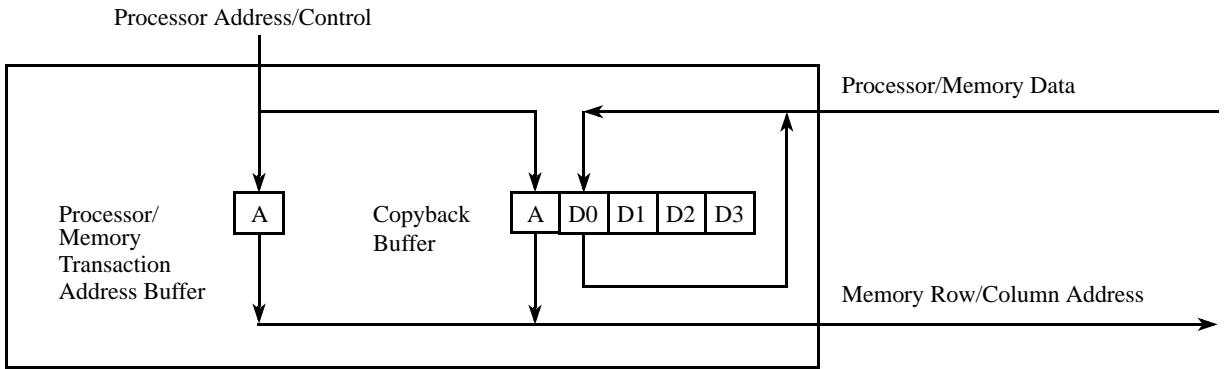 Processor Address/Control
Processor/Memory Data
Processor/
Memory
Transaction
Address Buffer
A
Copyback
Buffer
A D0 D1 D2 D3
Memory Row/Column Address